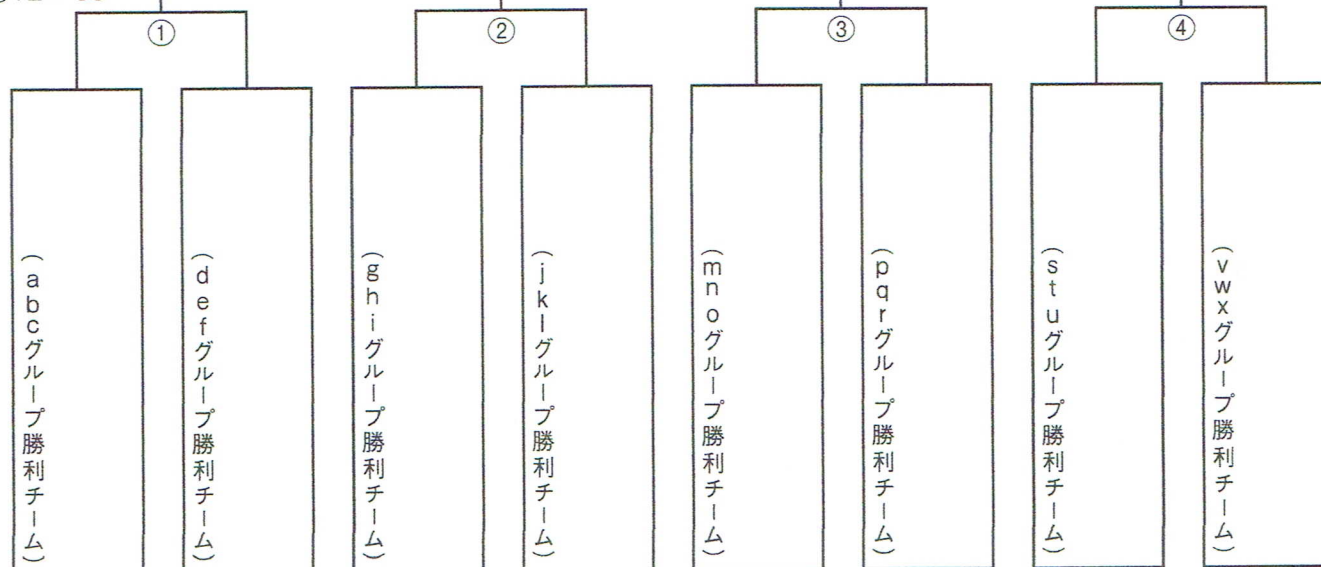 ①
②
③
④
(abcグループ勝利チーム)
(defグループ勝利チーム)
(ghiグループ勝利チーム)
(jklグループ勝利チーム)
(mnoグループ勝利チーム)
(pqrグループ勝利チーム)
(stuグループ勝利チーム)
(vwxグループ勝利チーム)